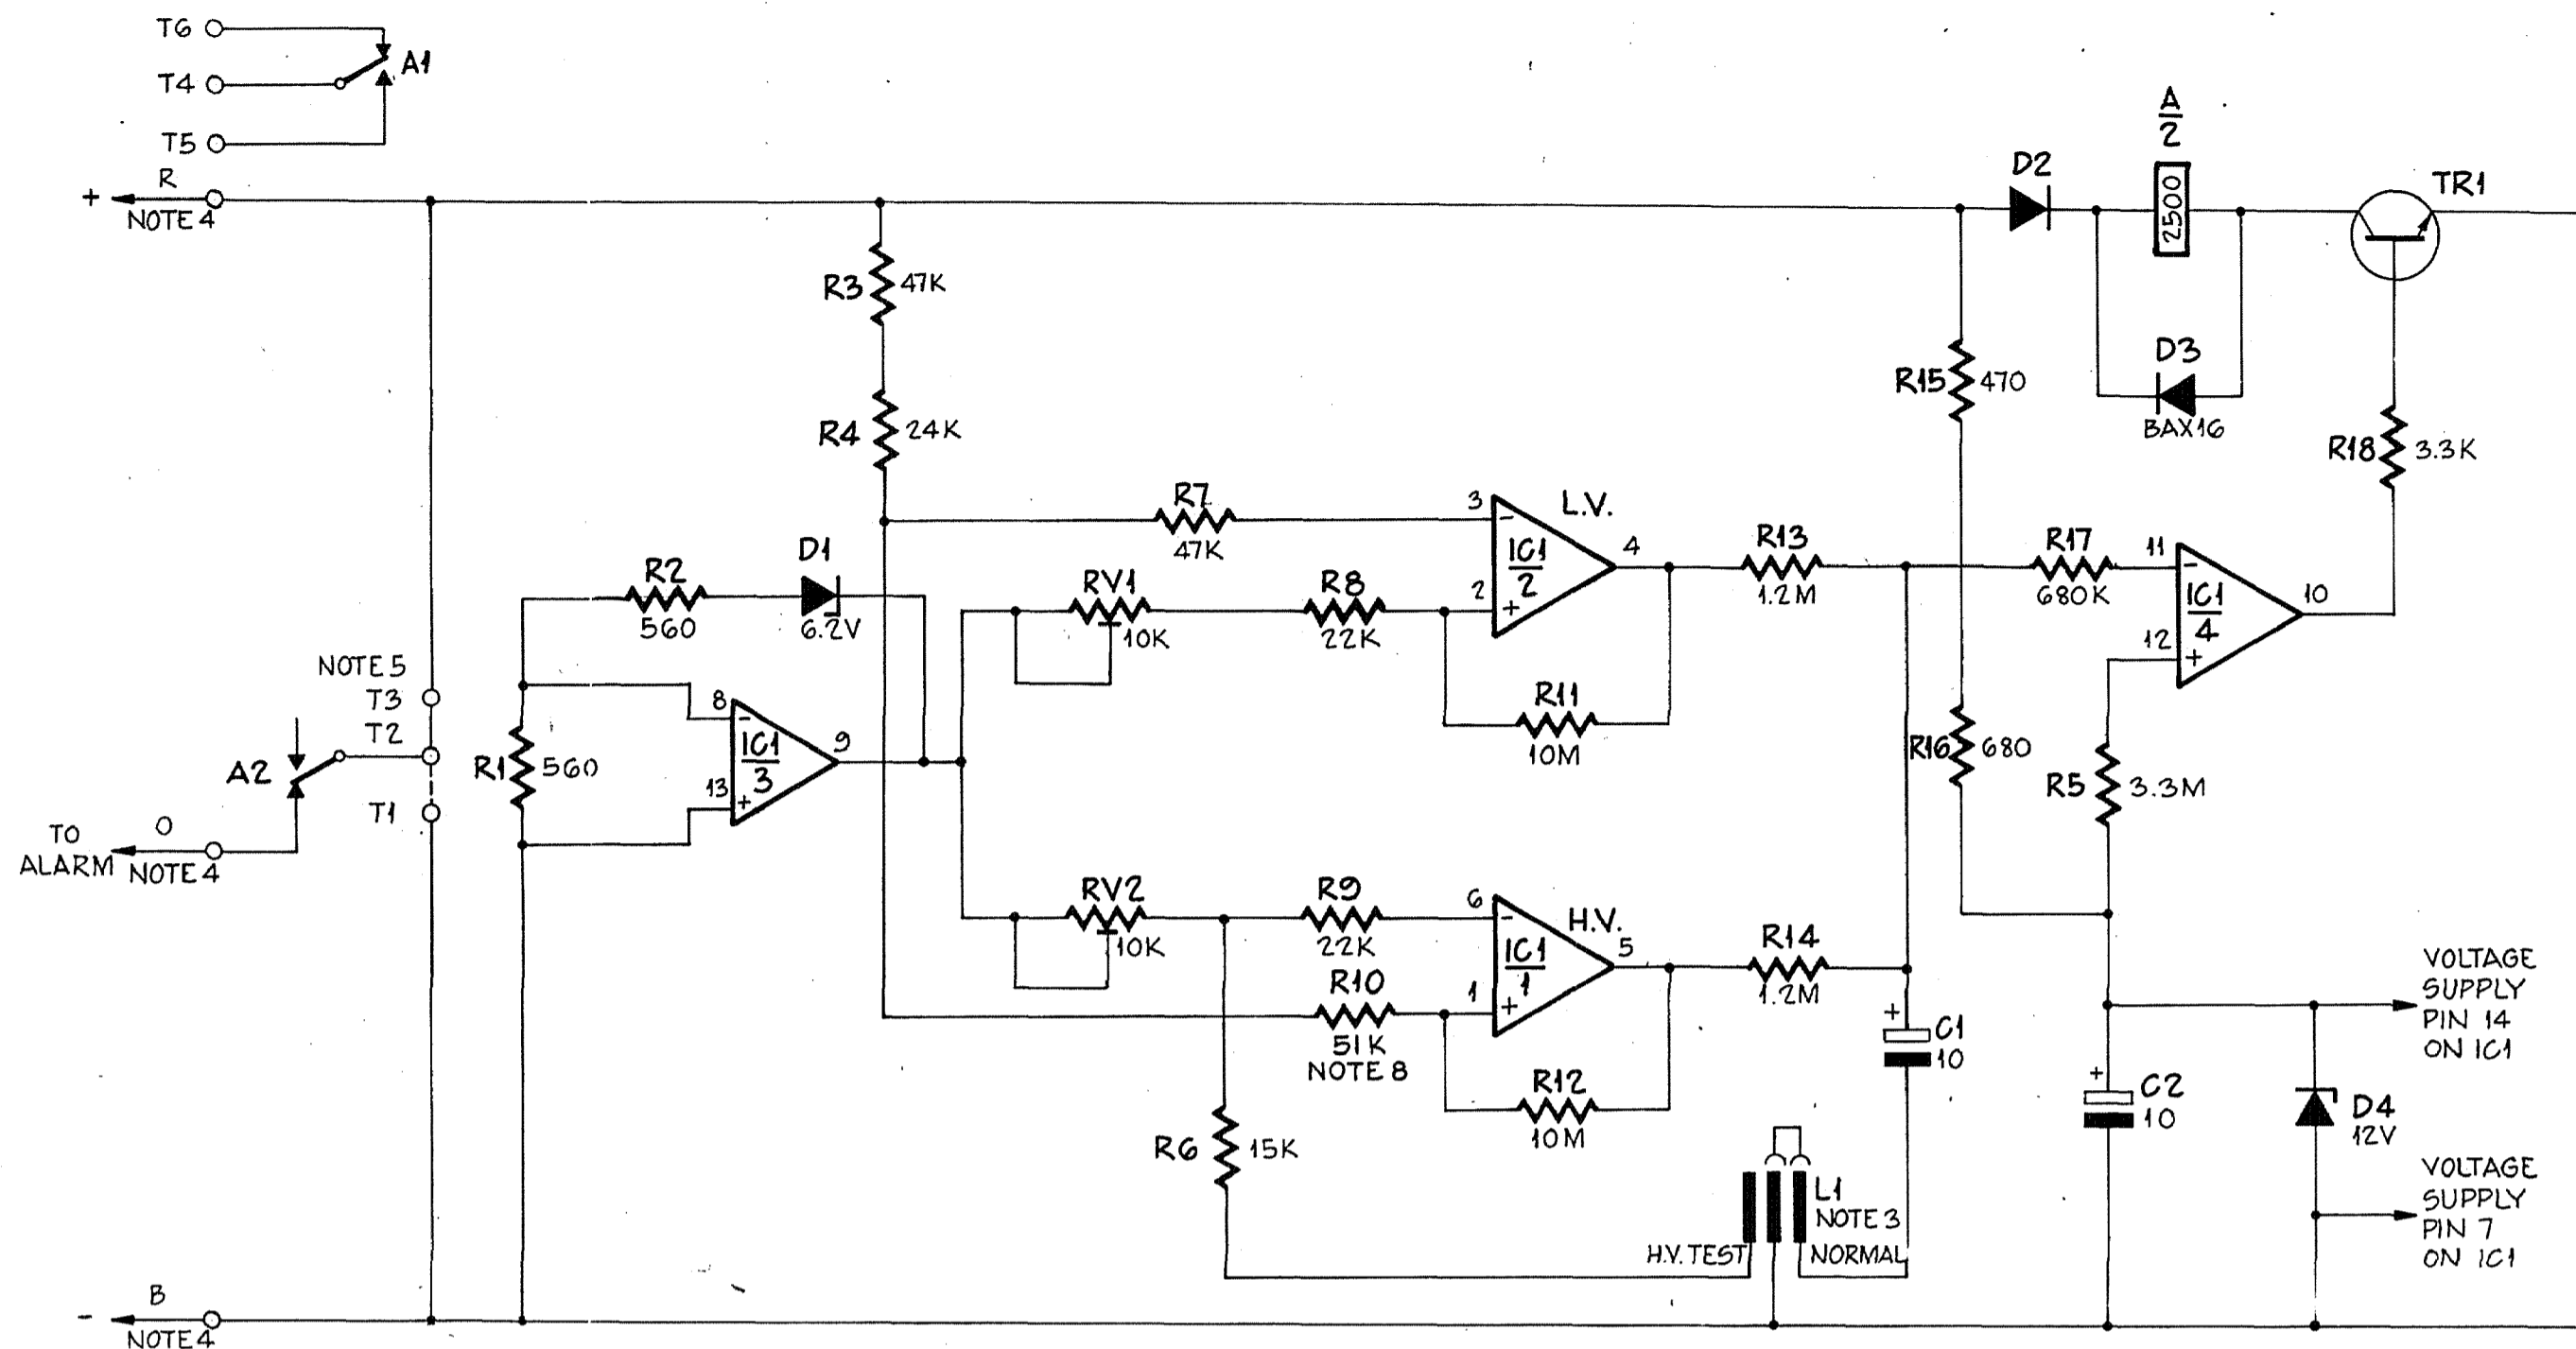 T6
T4
A1
T5
+
R
NOTE 4
A
2
2500
D2
TR1
R3
47K
R4
24K
D3
BAX16
R15
470
R18
3.3K
R7
47K
3
-
L.V.
IC1
2
4
2
+
R13
1.2M
R17
680K
11
-
IC1
4
10
12
+
R2
560
D1
6.2V
RV1
10K
R8
22K
R11
10M
NOTE 5
T3
T2
T1
A2
TO
ALARM
O
NOTE 4
R1
560
8
-
IC1
3
9
13
+
R16
680
R5
3.3M
RV2
10K
R9
22K
6
-
H.V.
IC1
1
5
1
+
R10
51K
NOTE 8
R14
1.2M
R12
10M
+
C1
10
R6
15K
L1
NOTE 3
H.V. TEST
NORMAL
+
C2
10
D4
12V
VOLTAGE
SUPPLY
PIN 14
ON IC1
VOLTAGE
SUPPLY
PIN 7
ON IC1
-
B
NOTE 4